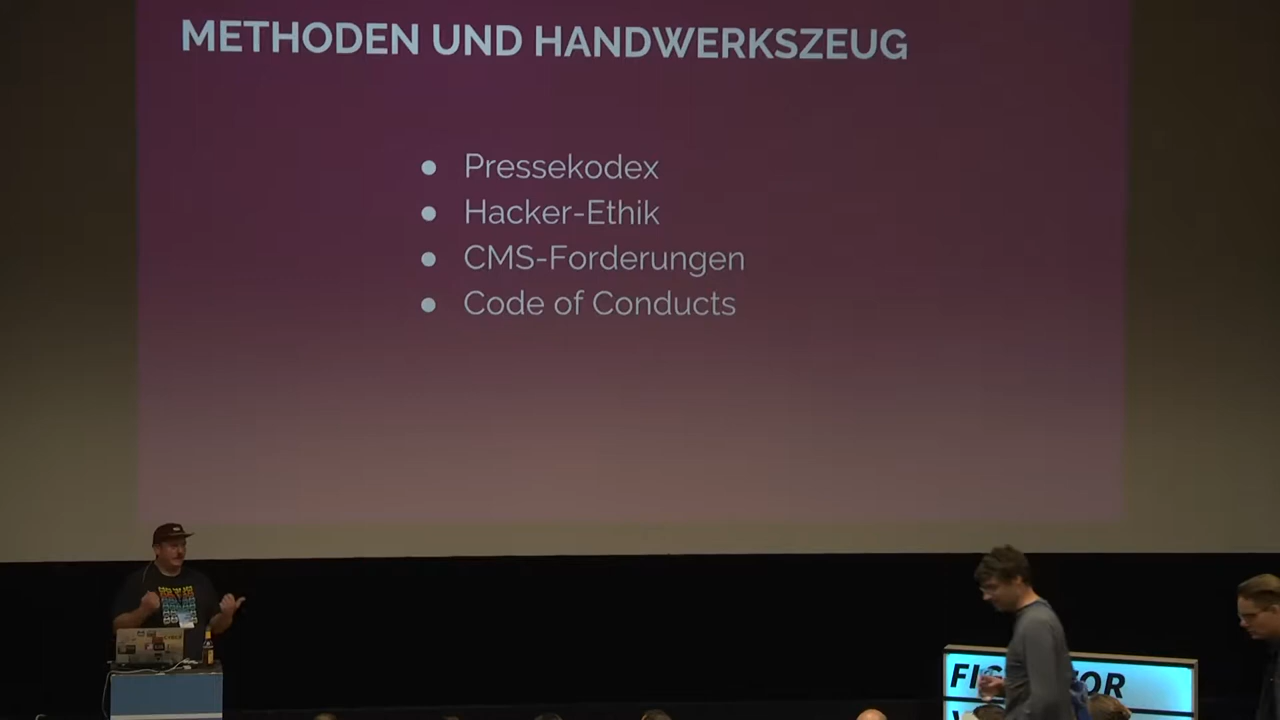 METHODEN UND HANDWERKSZEUG
● Pressekodex
● Hacker-Ethik
● CMS-Forderungen
● Code of Conducts